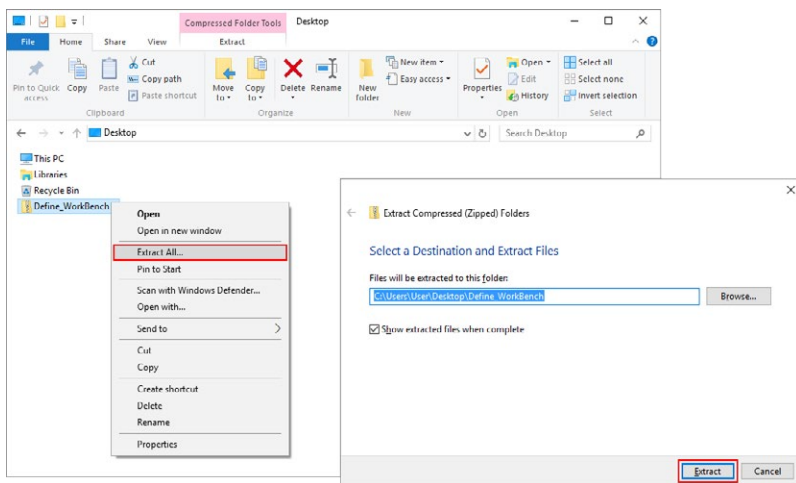 Compressed Folder Tools
Desktop
File
Home
Share
View
Extract
Pin to Quick access
Copy
Paste
Cut
Copy path
Paste shortcut
Clipboard
Move to
Copy to
Delete
Rename
Organize
New folder
New item
Easy access
New
Properties
Open
Edit
History
Open
Select all
Select none
Invert selection
Select
Desktop
Search Desktop
This PC
Libraries
Recycle Bin
Define_WorkBench
Open
Open in new window
Extract All...
Pin to Start
Scan with Windows Defender...
Open with...
Send to
Cut
Copy
Create shortcut
Delete
Rename
Properties
Extract Compressed (Zipped) Folders
Select a Destination and Extract Files
Files will be extracted to this folder:
C:\Users\User\Desktop\Define_WorkBench
Browse...
Show extracted files when complete
Extract
Cancel